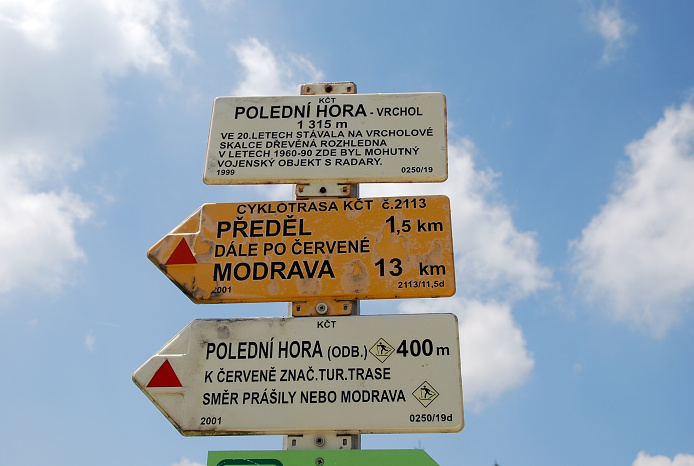 KČT
POLEDNÍ HORA - VRCHOL
1 315 m
VE 20.LETECH STÁVALA NA VRCHOLOVÉ
SKALCE DŘEVĚNÁ ROZHLEDNA
V LETECH 1960-90 ZDE BYL MOHUTNÝ
VOJENSKÝ OBJEKT S RADARY.
1999 0250/19
CYKLOTRASA KČT č.2113
PŘEDĚL 1,5 km
DÁLE PO ČERVENÉ
MODRAVA 13 km
2001 2113/11,5d
KČT
POLEDNÍ HORA (ODB.) 400 m
K ČERVENĚ ZNAČ.TUR.TRASE
SMĚR PRÁŠILY NEBO MODRAVA
2001 0250/19d